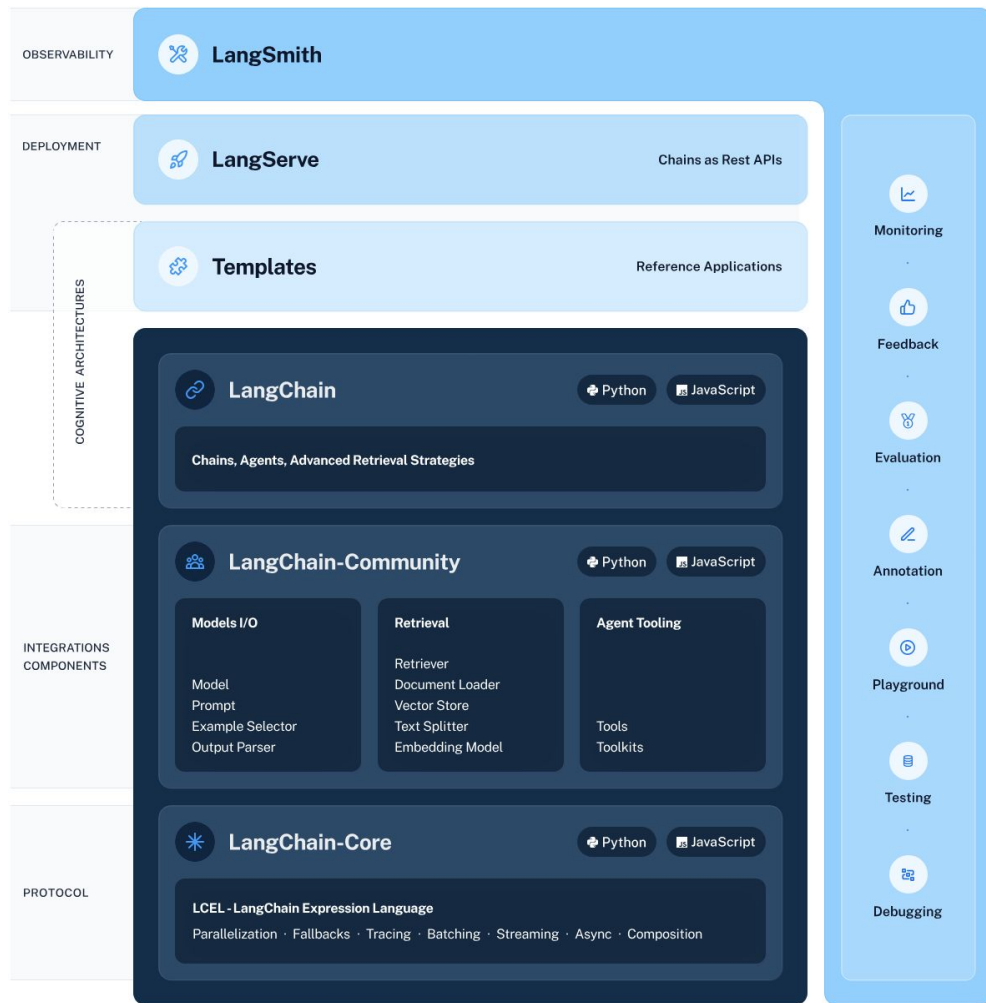 OBSERVABILITY
LangSmith
DEPLOYMENT
LangServe
Chains as Rest APIs
Templates
Reference Applications
COGNITIVE ARCHITECTURES
LangChain
Python
JavaScript
Chains, Agents, Advanced Retrieval Strategies
INTEGRATIONS
COMPONENTS
LangChain-Community
Python
JavaScript
Models I/O
Model
Prompt
Example Selector
Output Parser
Retrieval
Retriever
Document Loader
Vector Store
Text Splitter
Embedding Model
Agent Tooling
Tools
Toolkits
PROTOCOL
LangChain-Core
Python
JavaScript
LCEL - LangChain Expression Language
Parallelization · Fallbacks · Tracing · Batching · Streaming · Async · Composition
Monitoring
Feedback
Evaluation
Annotation
Playground
Testing
Debugging